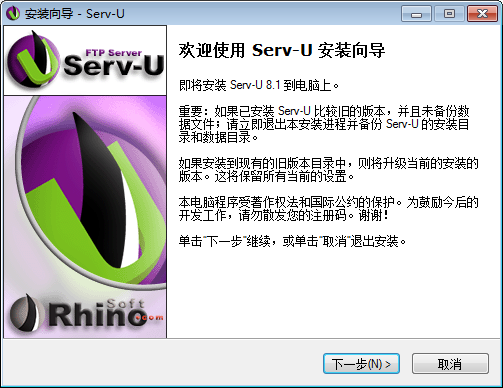 安装向导 - Serv-U
FTP Server
Serv-U
欢迎使用 Serv-U 安装向导
即将安装 Serv-U 8.1 到电脑上。
重要：如果已安装 Serv-U 比较旧的版本，并且未备份数
据文件；请立即退出本安装进程并备份 Serv-U 的安装目
录和数据目录。
如果安装到现有的旧版本目录中，则将升级当前的安装的
版本。这将保留所有当前的设置。
本电脑程序受著作权法和国际公约的保护。为鼓励今后的
开发工作，请勿散发您的注册码。谢谢！
单击"下一步"继续，或单击"取消"退出安装。
Rhino
Soft
.com
下一步(N) >
取消